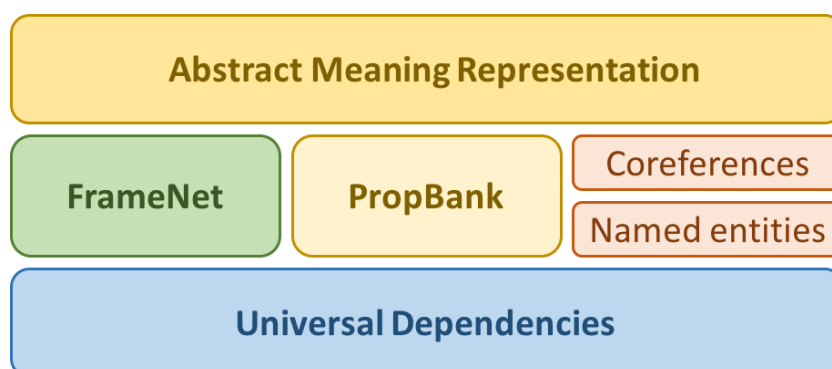 Abstract Meaning Representation
FrameNet
PropBank
Coreferences
Named entities
Universal Dependencies